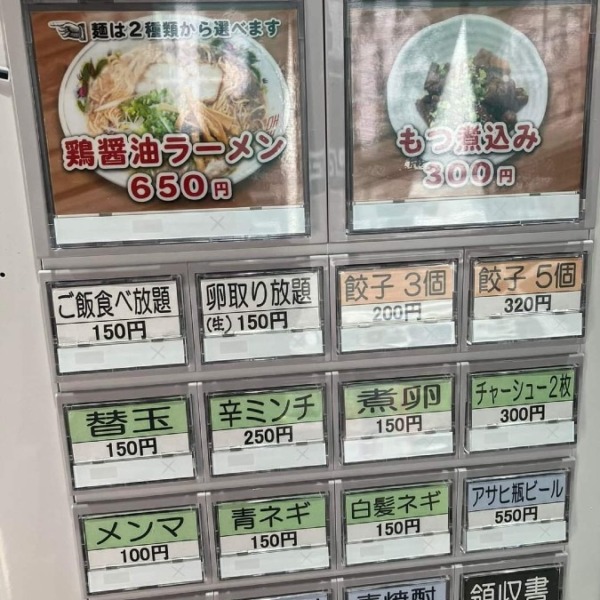 麺は2種類から選べます
鶏醤油ラーメン
650円
もつ煮込み
300円
ご飯食べ放題
150円
卵取り放題
(生)150円
餃子 3個
200円
餃子 5個
320円
替玉
150円
辛ミンチ
250円
煮卵
150円
チャーシュー2枚
300円
メンマ
100円
青ネギ
150円
白髪ネギ
150円
アサヒ瓶ビール
550円
領収書